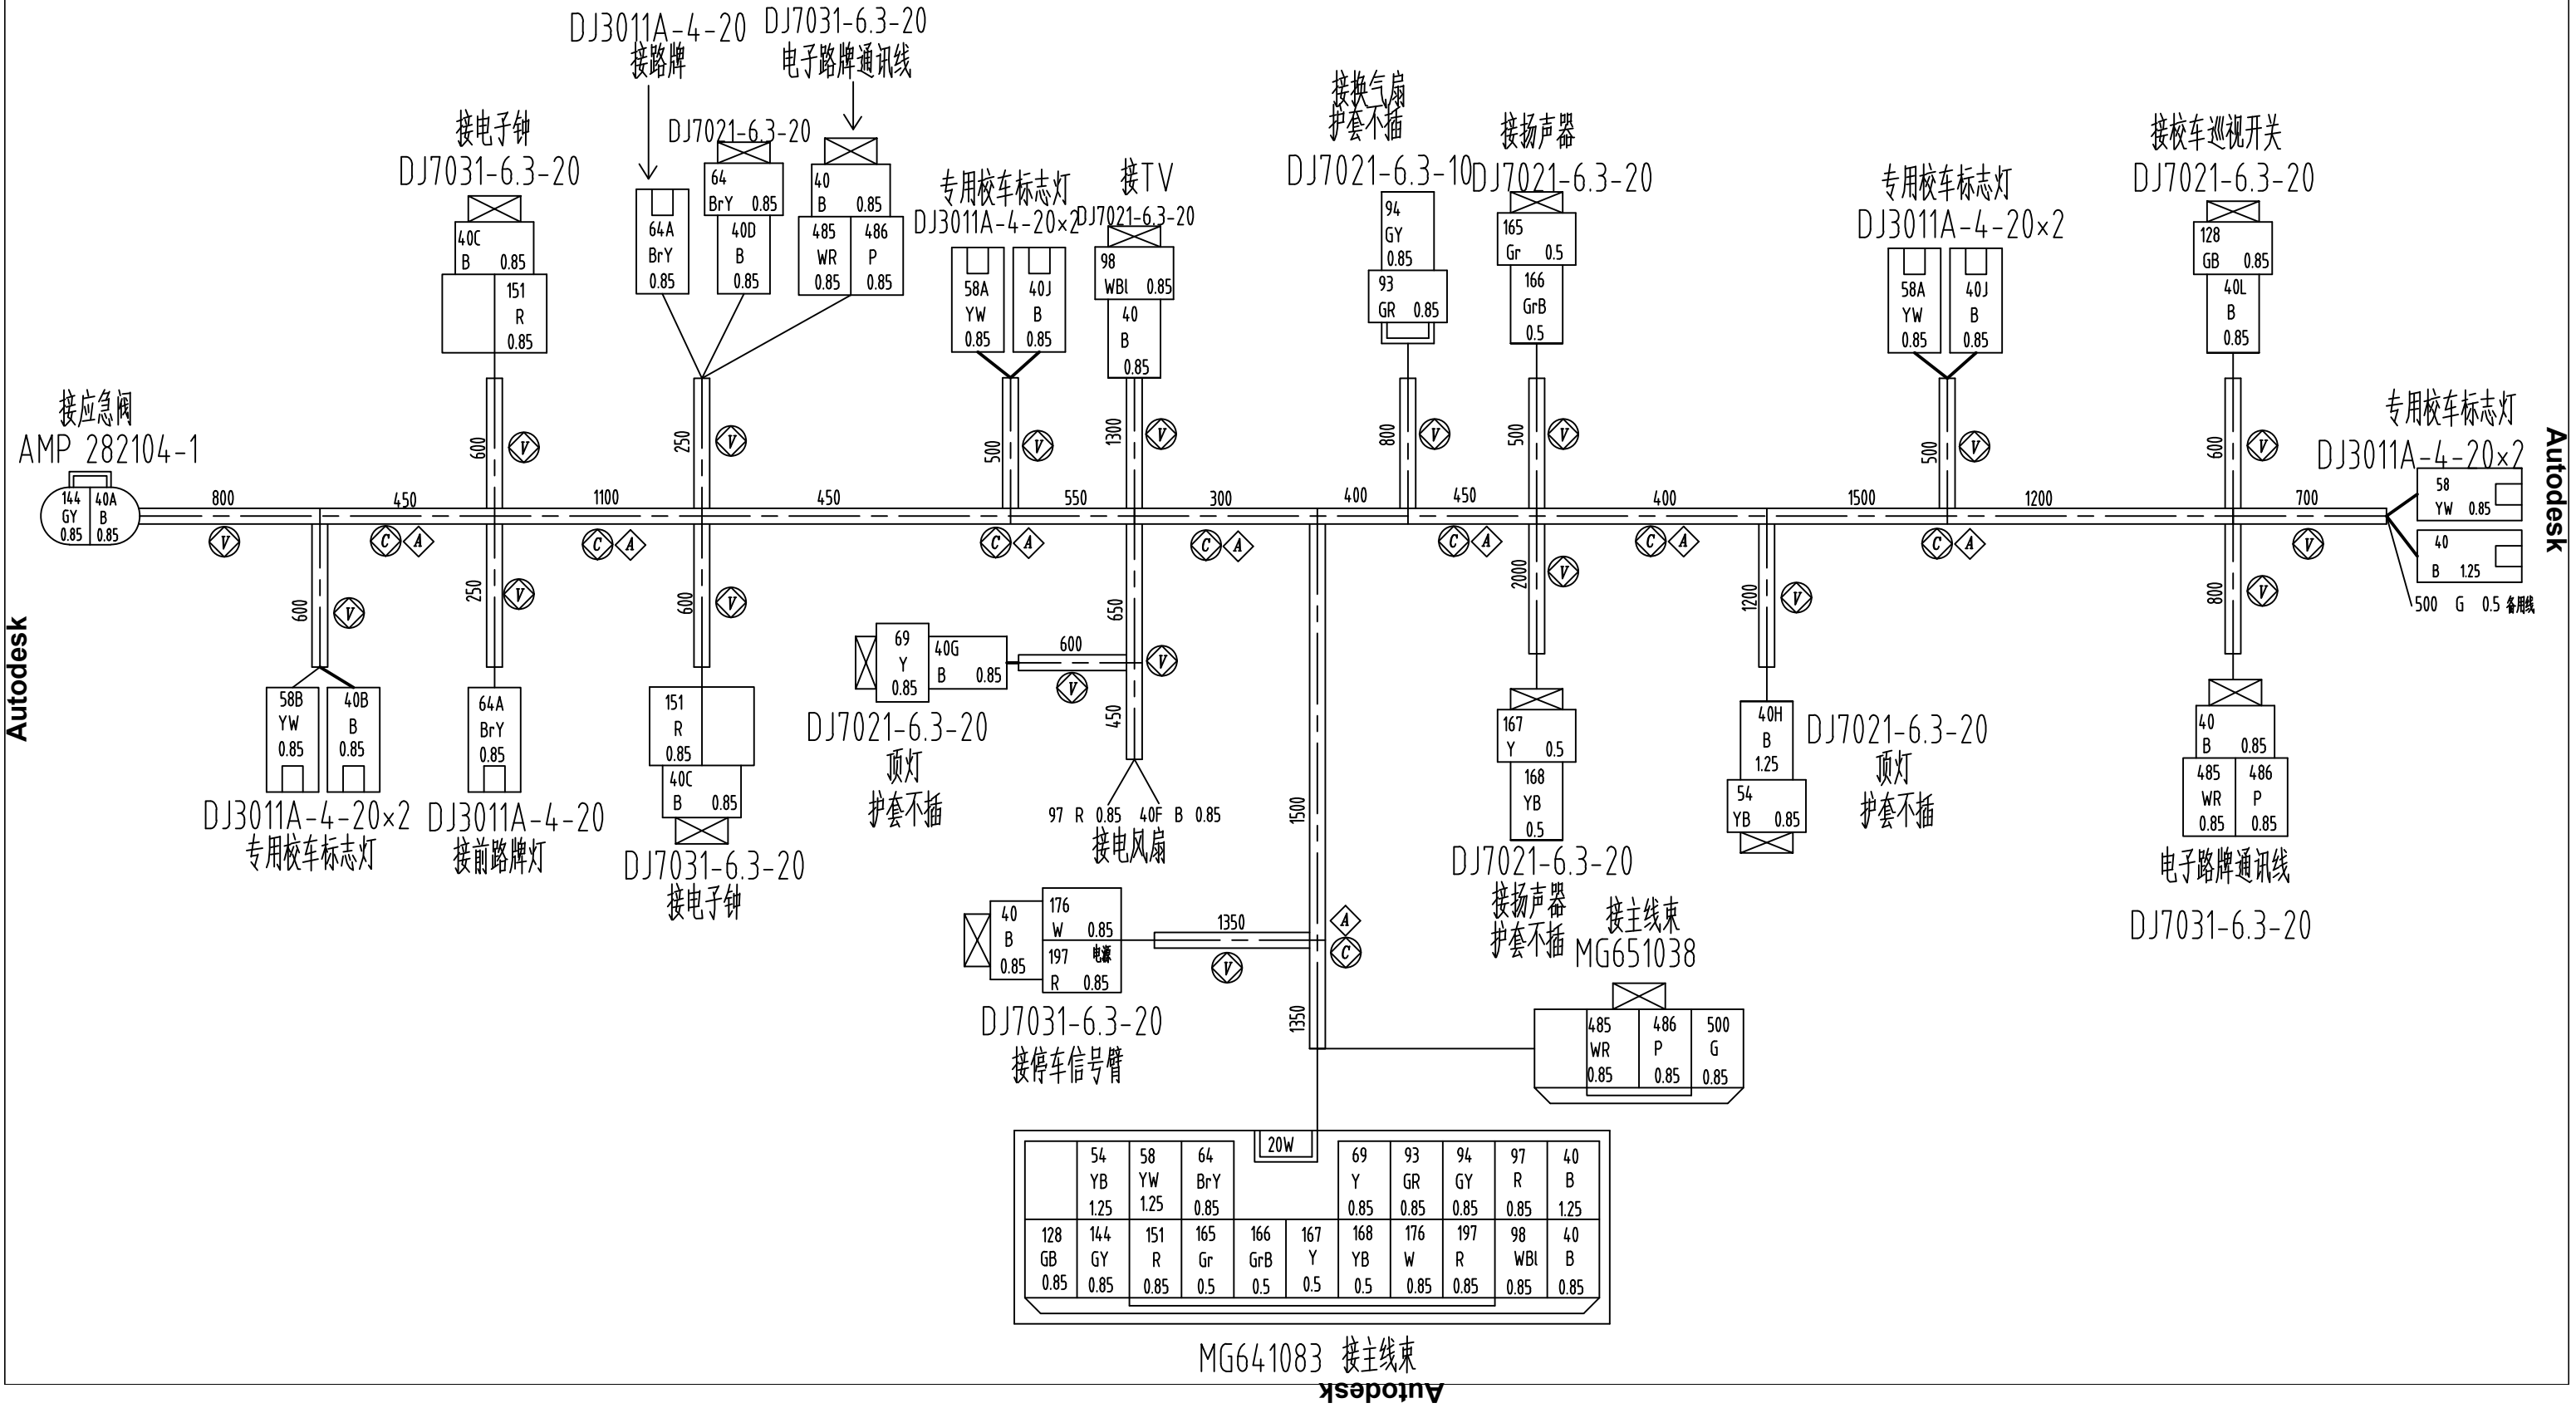 DJ3011A-4-20
接路牌
DJ7031-6.3-20
电子路牌通讯线
接电子钟
DJ7031-6.3-20
40C
B 0.85
151
R
0.85
64A
BrY
0.85
DJ7021-6.3-20
64
BrY 0.85
40D
B
0.85
40
B 0.85
485
WR
0.85
486
P
0.85
专用校车标志灯
DJ3011A-4-20×2
58A
YW
0.85
40J
B
0.85
接TV
DJ7021-6.3-20
98
WBl 0.85
40
B
0.85
接换气扇
护套不插
DJ7021-6.3-10
94
GY
0.85
93
GR 0.85
接扬声器
DJ7021-6.3-20
165
Gr 0.5
166
GrB
0.5
专用校车标志灯
DJ3011A-4-20×2
58A
YW
0.85
40J
B
0.85
接校车巡视开关
DJ7021-6.3-20
128
GB 0.85
40L
B
0.85
专用校车标志灯
DJ3011A-4-20×2
58
YW 0.85
40
B 1.25
500 G 0.5 备用线
接应急阀
AMP 282104-1
144
GY
0.85
40A
B
0.85
600 V
250 V
500 V
1300 V
800 V
500 V
500 V
600 V
800 450 1100 450 550 300 400 450 400 1500 1200 700
V C A C A C A C A C A C A C A V
600 V
250 V
600 V
650 V
600
V
450
2000 V
1200 V
800 V
58B
YW
0.85
40B
B
0.85
DJ3011A-4-20×2
专用校车标志灯
64A
BrY
0.85
DJ3011A-4-20
接前路牌灯
151
R
0.85
40C
B 0.85
DJ7031-6.3-20
接电子钟
69
Y
0.85
40G
B 0.85
DJ7021-6.3-20
顶灯
护套不插
97 R 0.85 40F B 0.85
接电风扇
167
Y 0.5
168
YB
0.5
DJ7021-6.3-20
接扬声器
护套不插
40H
B
1.25
54
YB 0.85
DJ7021-6.3-20
顶灯
护套不插
40
B 0.85
485
WR
0.85
486
P
0.85
电子路牌通讯线
DJ7031-6.3-20
1500
A
C
1350
V
1350
40
B
0.85
176
W 0.85
197 电源
R 0.85
DJ7031-6.3-20
接停车信号臂
接主线束
MG651038
485
WR
0.85
486
P
0.85
500
G
0.85
20W
54 58 64 69 93 94 97 40
YB YW BrY Y GR GY R B
1.25 1.25 0.85 0.85 0.85 0.85 0.85 1.25
128 144 151 165 166 167 168 176 197 98 40
GB GY R Gr GrB Y YB W R WBl B
0.85 0.85 0.85 0.5 0.5 0.5 0.5 0.85 0.85 0.85 0.85
MG641083 接主线束
Autodesk
Autodesk
Autodesk